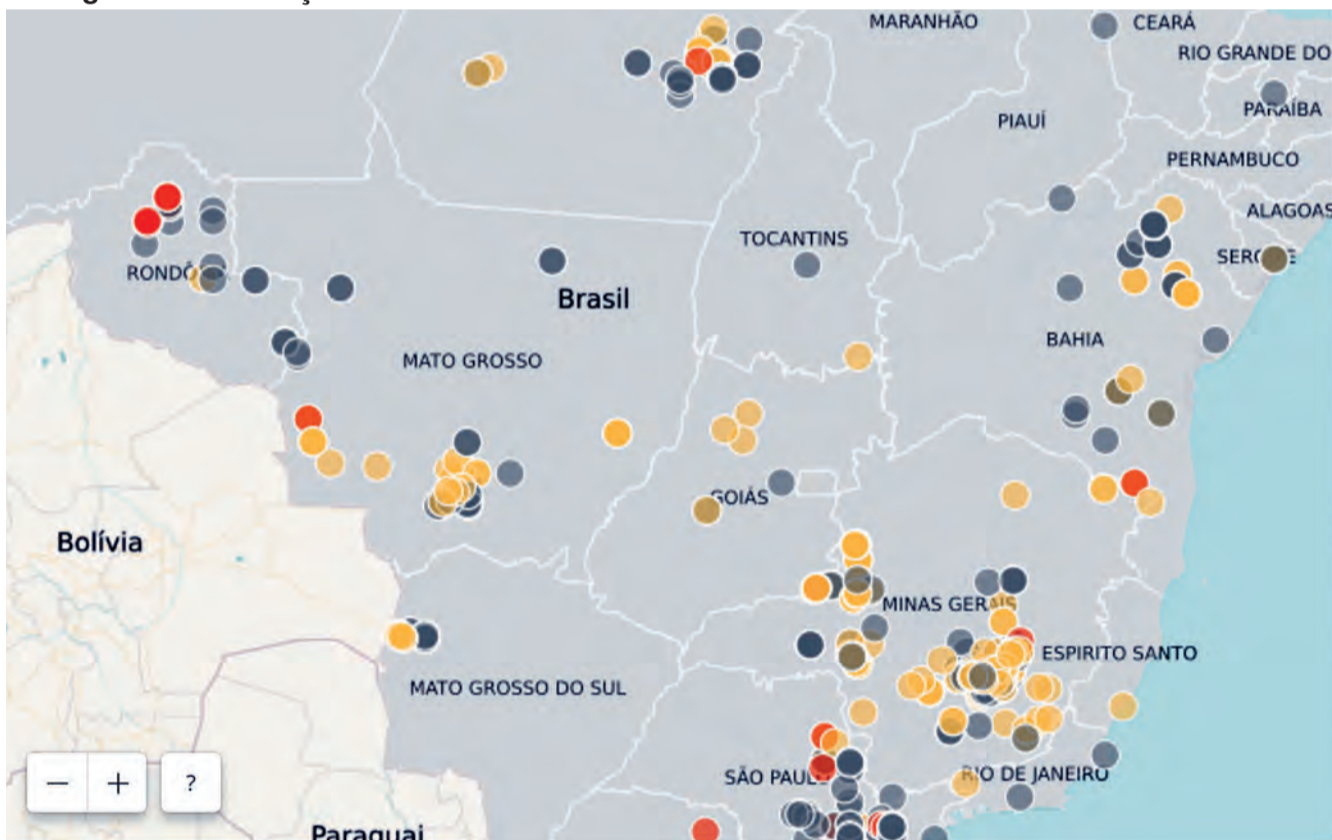 MARANHÃO
CEARÁ
RIO GRANDE DO
PARAÍBA
PIAUÍ
PERNAMBUCO
ALAGOAS
TOCANTINS
RONDÔ
Brasil
BAHIA
MATO GROSSO
GOIÁS
Bolívia
MINAS GERAIS
ESPIRITO SANTO
MATO GROSSO DO SUL
SÃO PAUL
RIO DE JANEIRO
− + ?
Paraguai